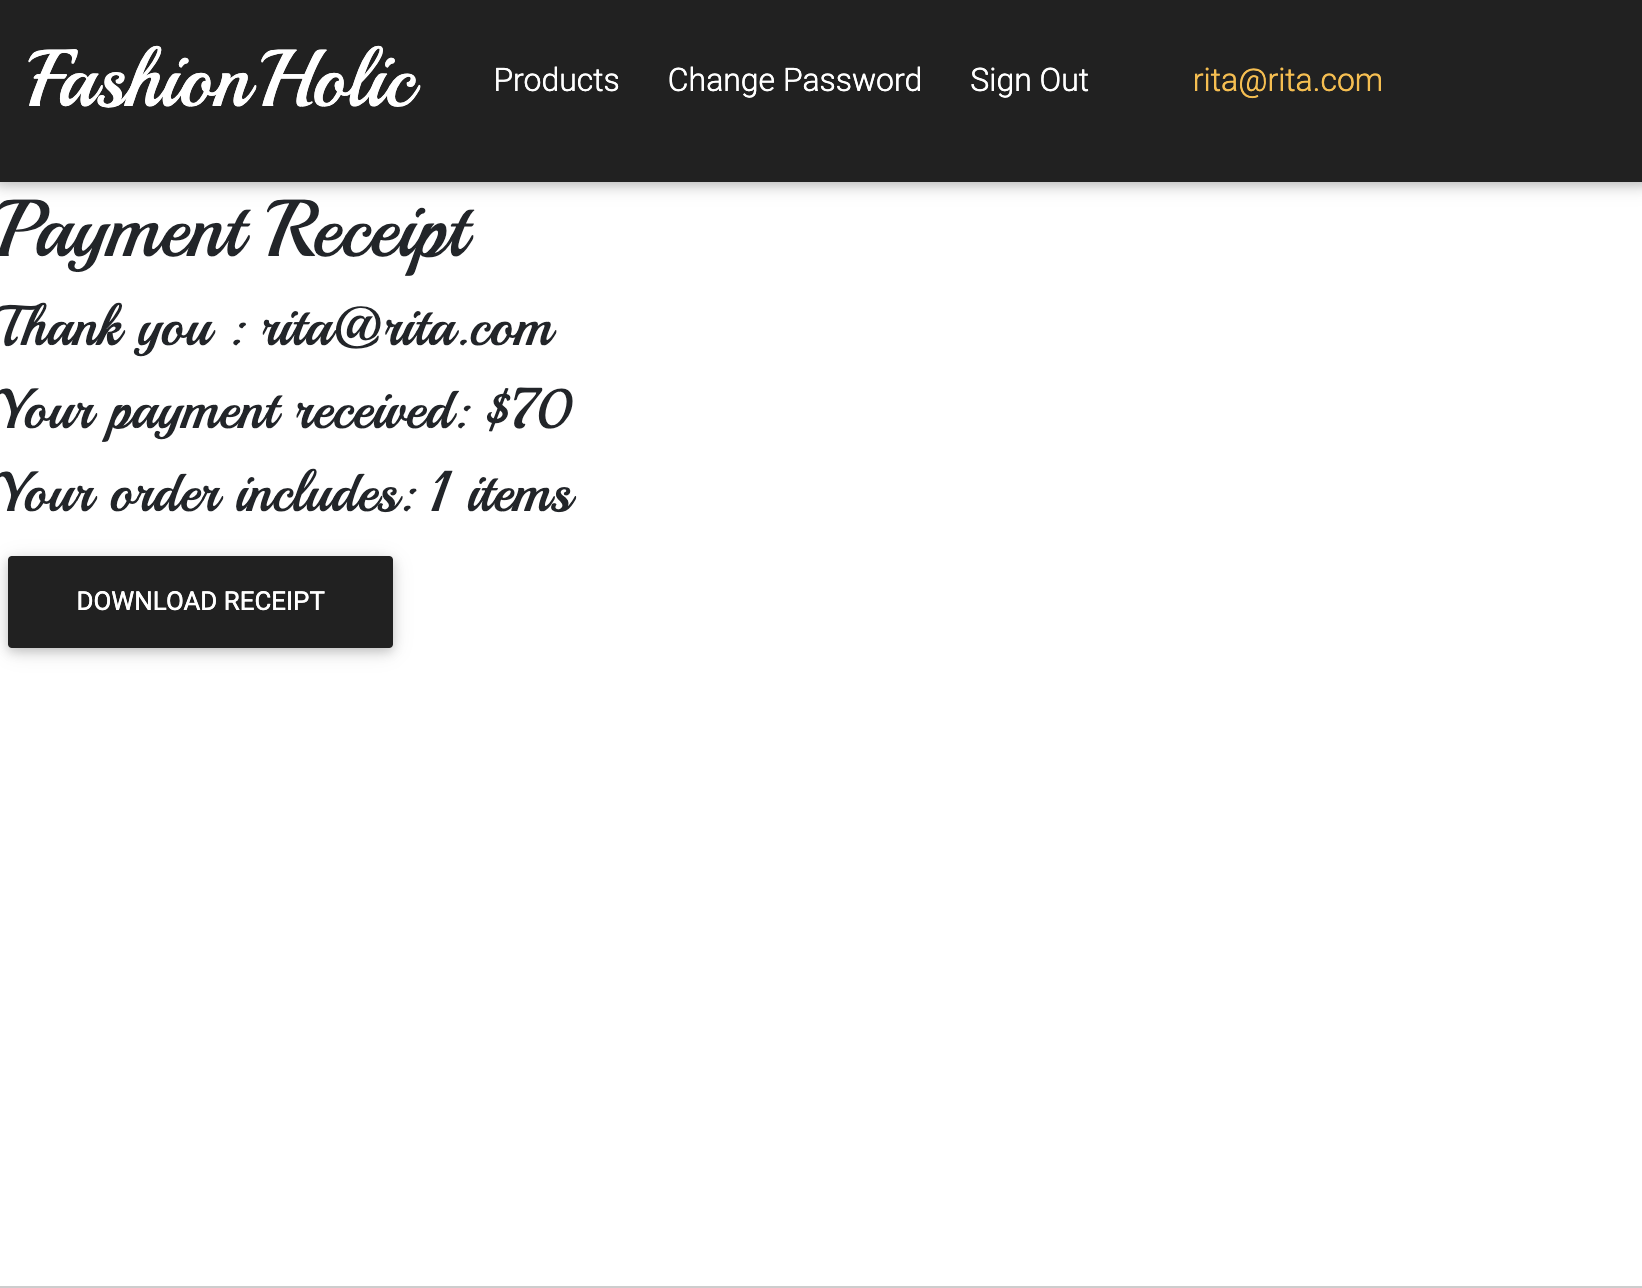 FashionHolic Products Change Password Sign Out rita@rita.com
Payment Receipt
Thank you : rita@rita.com
Your payment received: $70
Your order includes: 1 items
DOWNLOAD RECEIPT